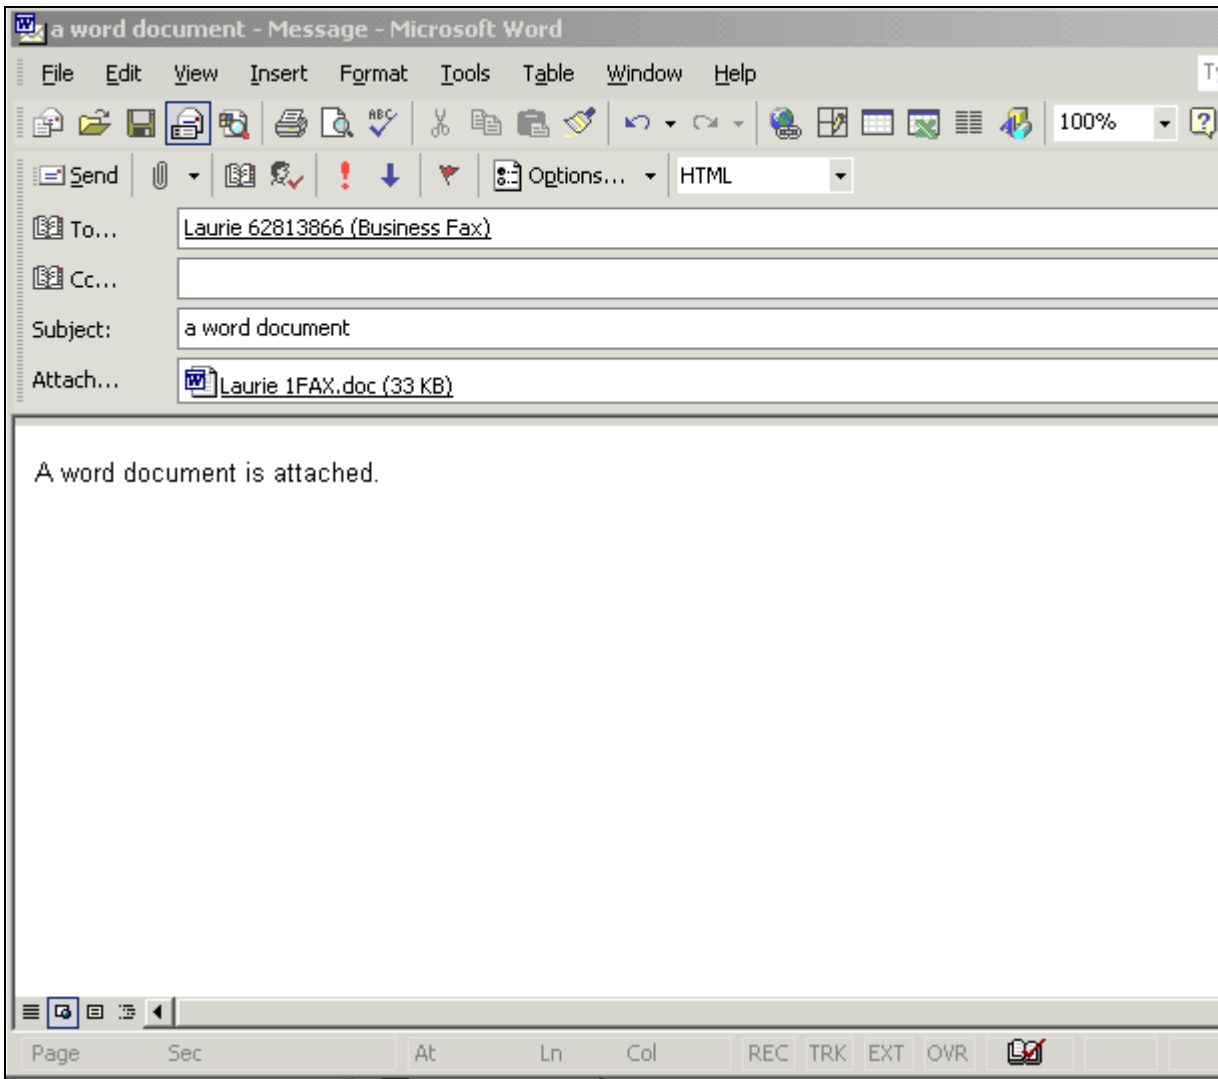 a word document - Message - Microsoft Word
File Edit View Insert Format Tools Table Window Help
ABC 100%
Send Options... HTML
To... Laurie 62813866 (Business Fax)
Cc...
Subject: a word document
Attach... Laurie 1FAX.doc (33 KB)
A word document is attached.
Page Sec At Ln Col REC TRK EXT OVR